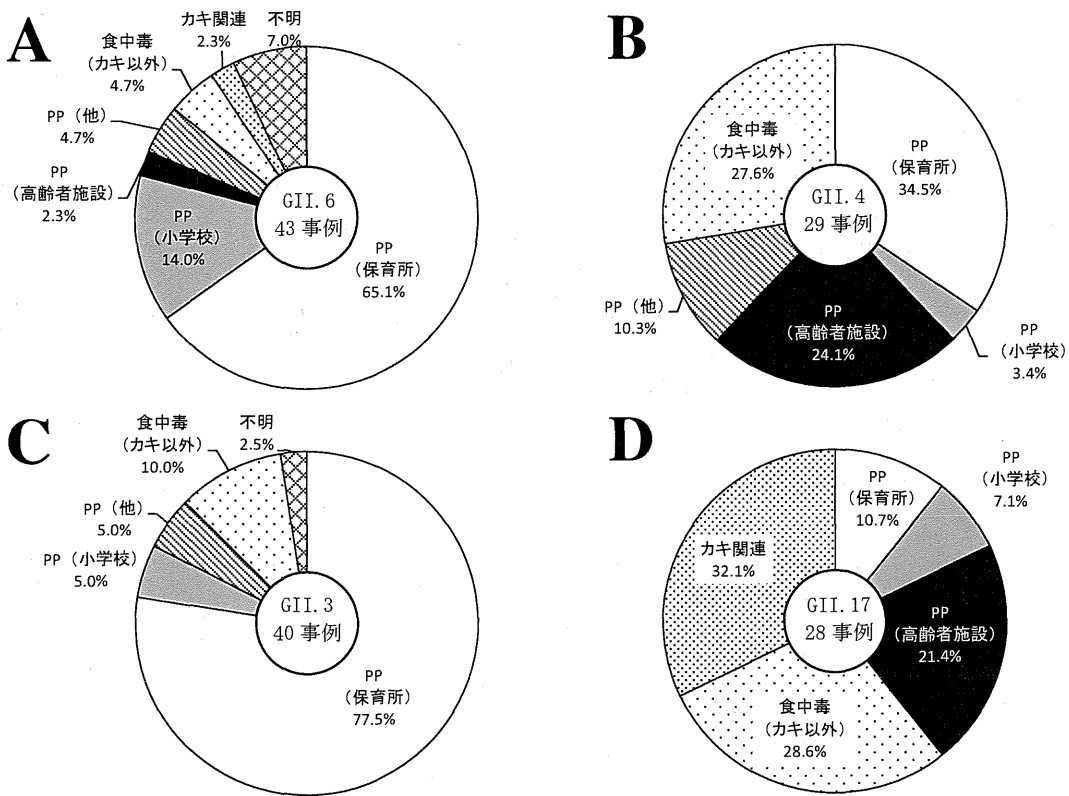 A
カキ関連
2.3%
不明
7.0%
食中毒
(カキ以外)
4.7%
PP（他）
4.7%
PP
(高齢者施設)
2.3%
PP
(小学校)
14.0%
GII.6
43 事例
PP
(保育所)
65.1%
B
食中毒
(カキ以外)
27.6%
PP
(保育所)
34.5%
GII.4
29 事例
PP（他）
10.3%
PP
(高齢者施設)
24.1%
PP
(小学校)
3.4%
C
食中毒
(カキ以外)
10.0%
不明
2.5%
PP（他）
5.0%
PP（小学校）
5.0%
GII.3
40 事例
PP
(保育所)
77.5%
D
PP
(保育所)
10.7%
PP
(小学校)
7.1%
カキ関連
32.1%
GII.17
28 事例
PP
(高齢者施設)
21.4%
食中毒
(カキ以外)
28.6%